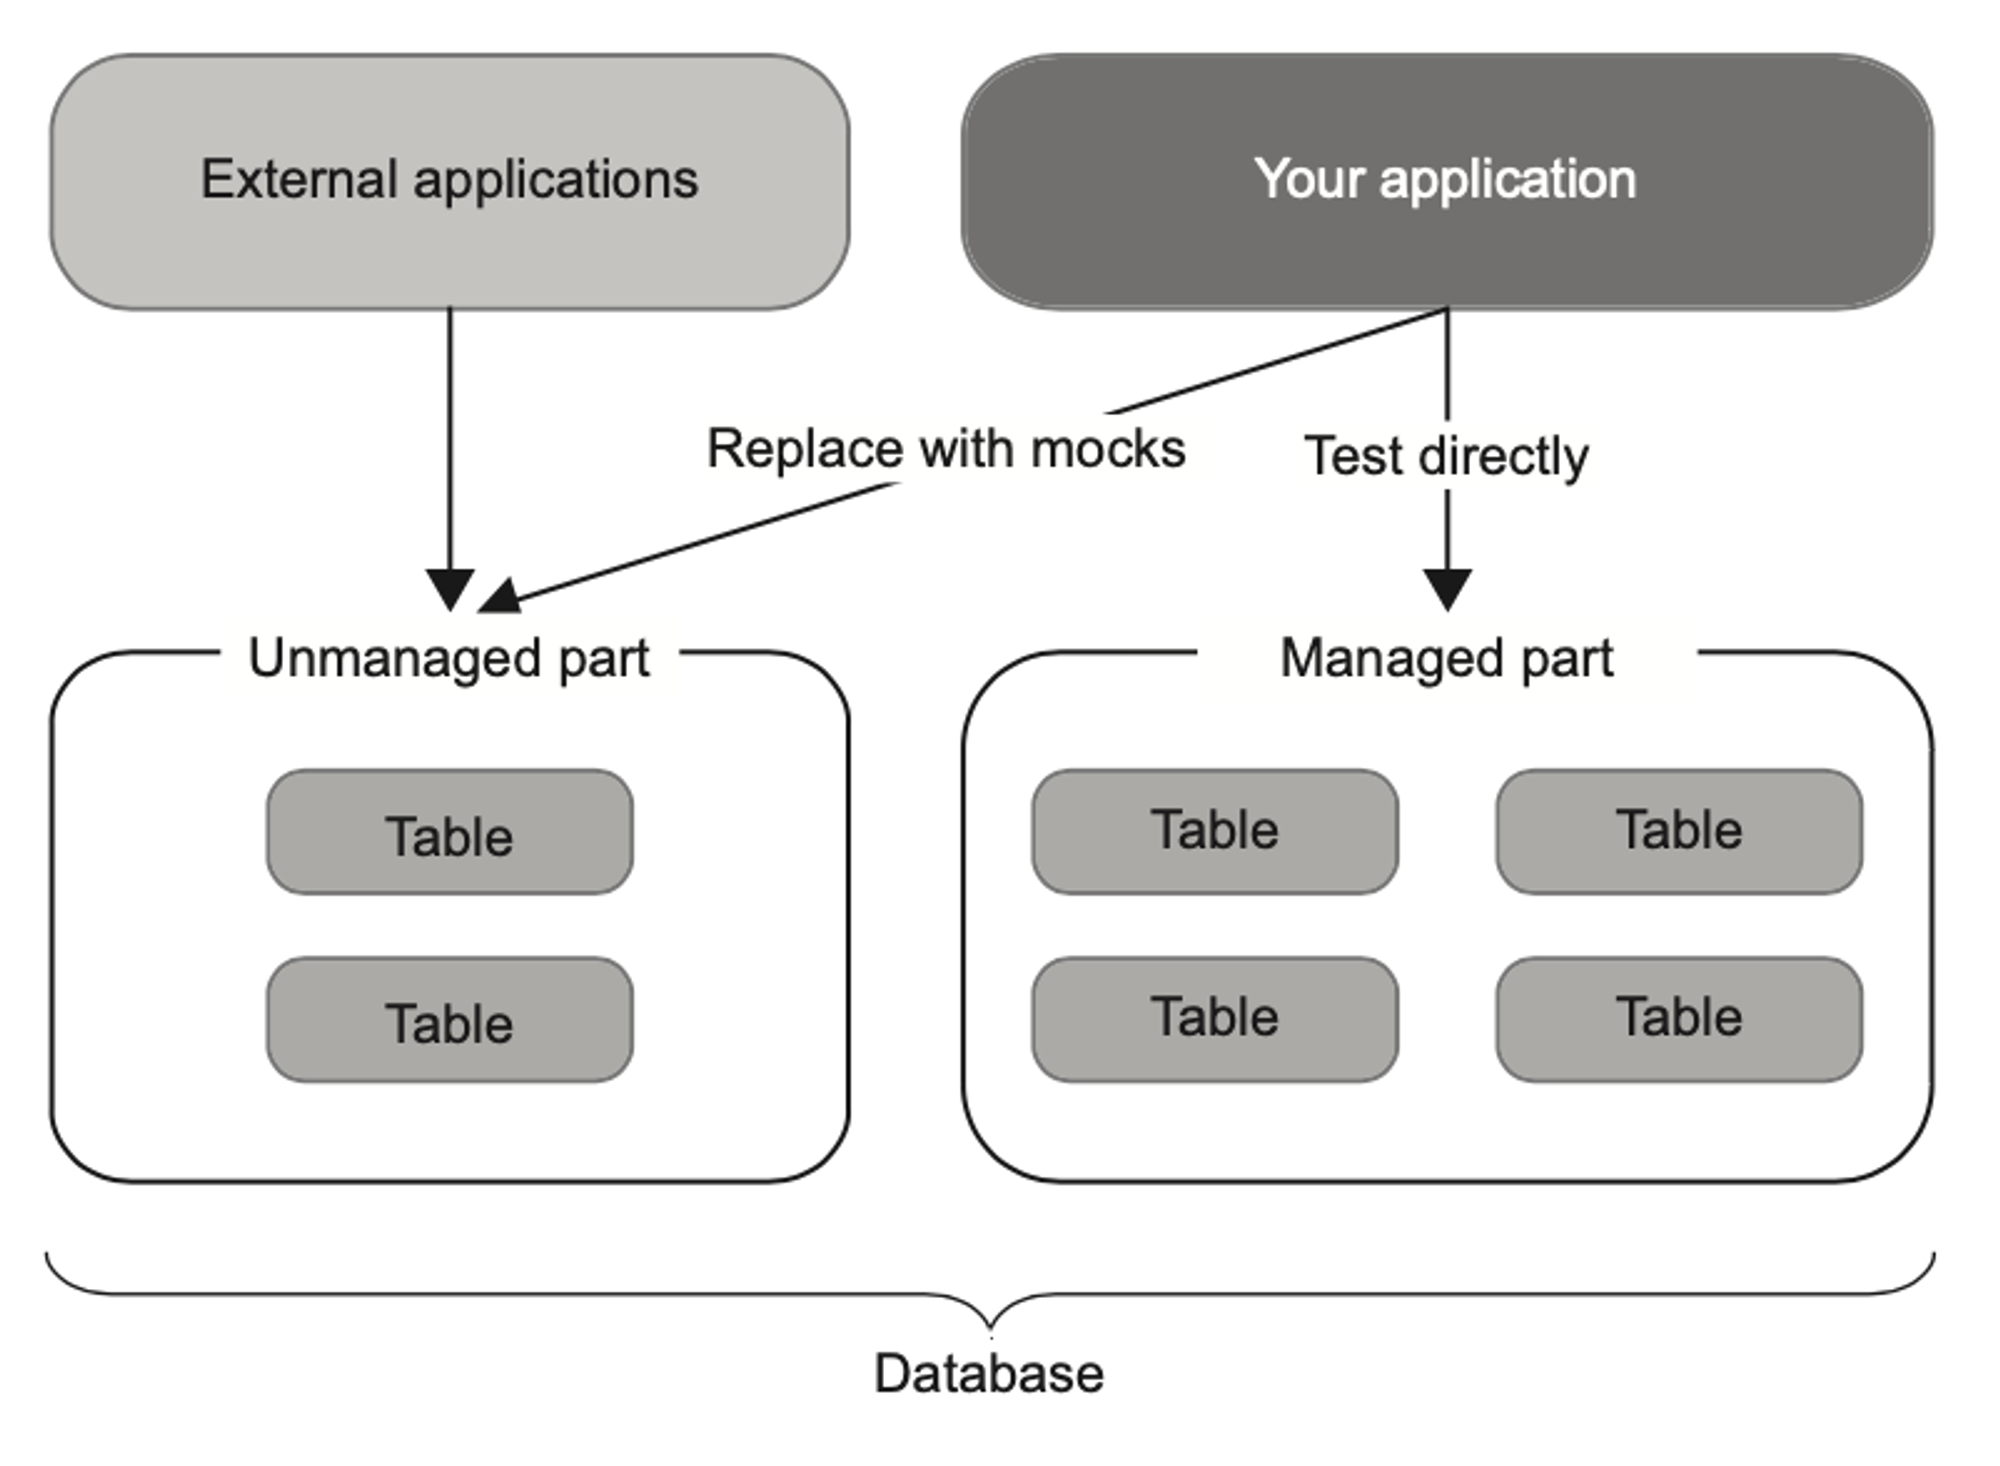 External applications
Your application
Replace with mocks
Test directly
Unmanaged part
Managed part
Table
Table
Table
Table
Table
Table
Database